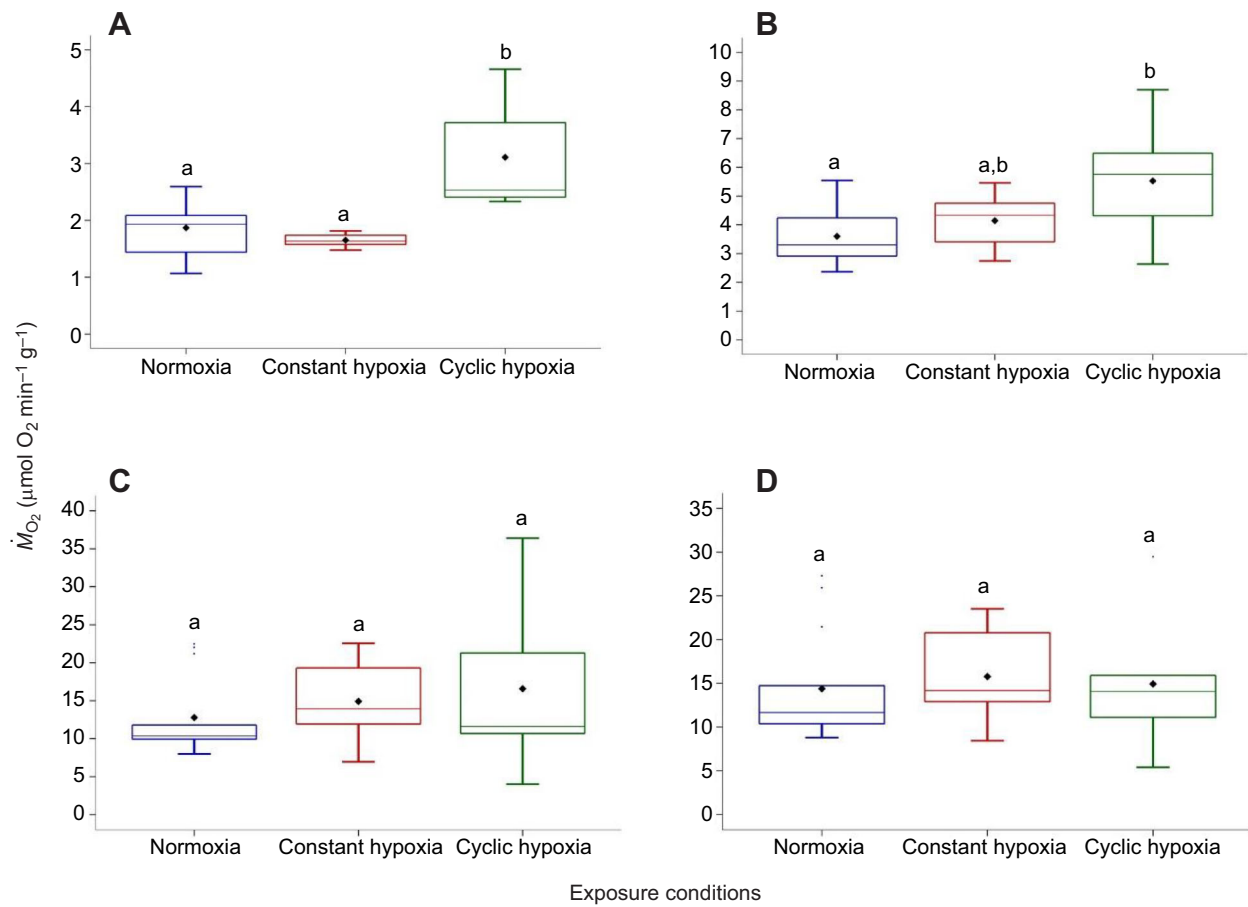 A
5
4
3
2
1
0
a
a
b
Normoxia
Constant hypoxia
Cyclic hypoxia
B
10
9
8
7
6
5
4
3
2
1
0
a
a,b
b
Normoxia
Constant hypoxia
Cyclic hypoxia
ṀO₂ (μmol O₂ min⁻¹ g⁻¹)
C
40
35
30
25
20
15
10
5
0
a
a
a
Normoxia
Constant hypoxia
Cyclic hypoxia
D
35
30
25
20
15
10
5
0
a
a
a
Normoxia
Constant hypoxia
Cyclic hypoxia
Exposure conditions